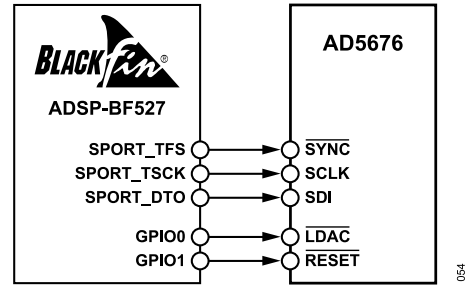 BLACKfin®
ADSP-BF527
AD5676
SPORT_TFS
SYNC
SPORT_TSCK
SCLK
SPORT_DTO
SDI
GPIO0
LDAC
GPIO1
RESET
054